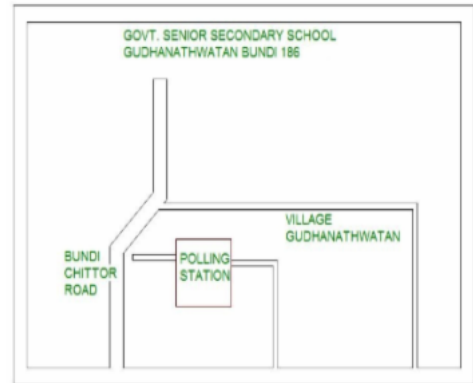 GOVT. SENIOR SECONDARY SCHOOL
GUDHANATHWATAN BUNDI 186
VILLAGE
GUDHANATHWATAN
BUNDI
CHITTOR
ROAD
POLLING
STATION